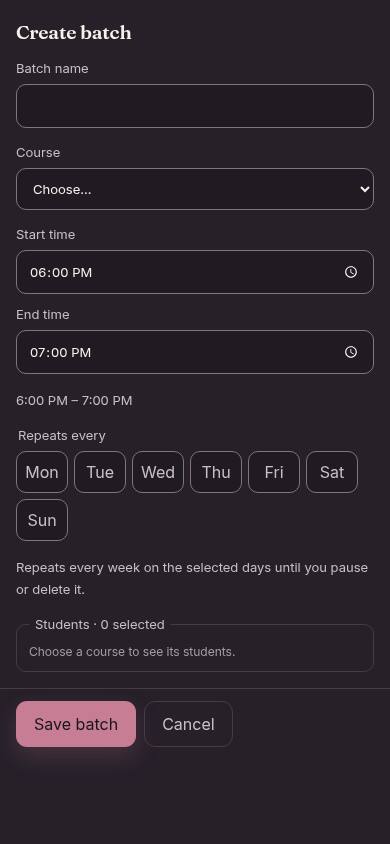 Create batch
Batch name
Course
Choose...
Start time
06:00 PM
End time
07:00 PM
6:00 PM – 7:00 PM
Repeats every
Mon Tue Wed Thu Fri Sat
Sun
Repeats every week on the selected days until you pause
or delete it.
Students · 0 selected
Choose a course to see its students.
Save batch Cancel